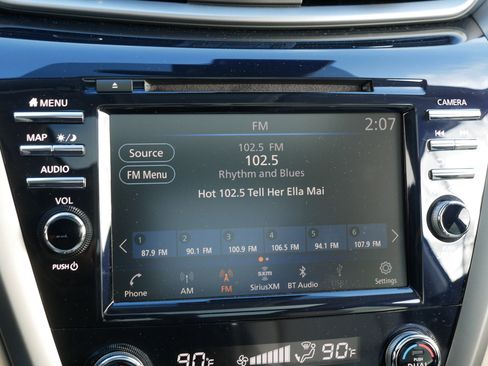 MENU
CAMERA
MAP
AUDIO
VOL
PUSH
FM
2:07
Source
FM Menu
102.5 FM
102.5
Rhythm and Blues
Hot 102.5 Tell Her Ella Mai
1 2 3 4 5 6
87.9 FM 90.1 FM 100.9 FM 106.5 FM 94.1 FM 107.9 FM
Phone
AM
FM
sxm
SiriusXM
BT Audio
Settings
90°F
90°F
PUSH
DUAL